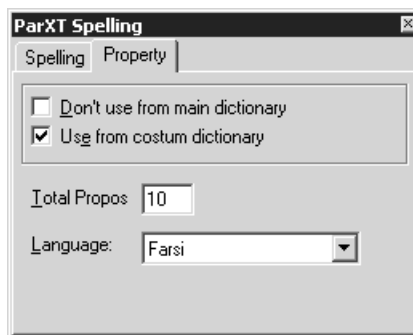 ParXT Spelling
Spelling Property
Don't use from main dictionary
Use from costum dictionary
Total Propos 10
Language: Farsi